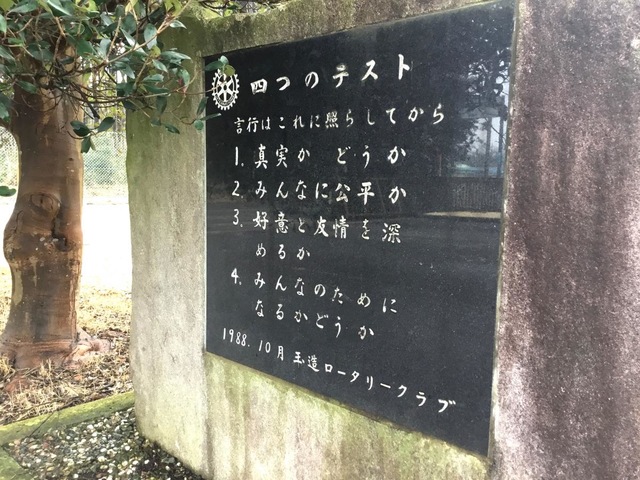 四つのテスト
言行はこれに照らしてから
1. 真実か どうか
2. みんなに公平か
3. 好意と友情を深
めるか
4. みんなのために
なるかどうか
1988.10月 玉造ロータリークラブ